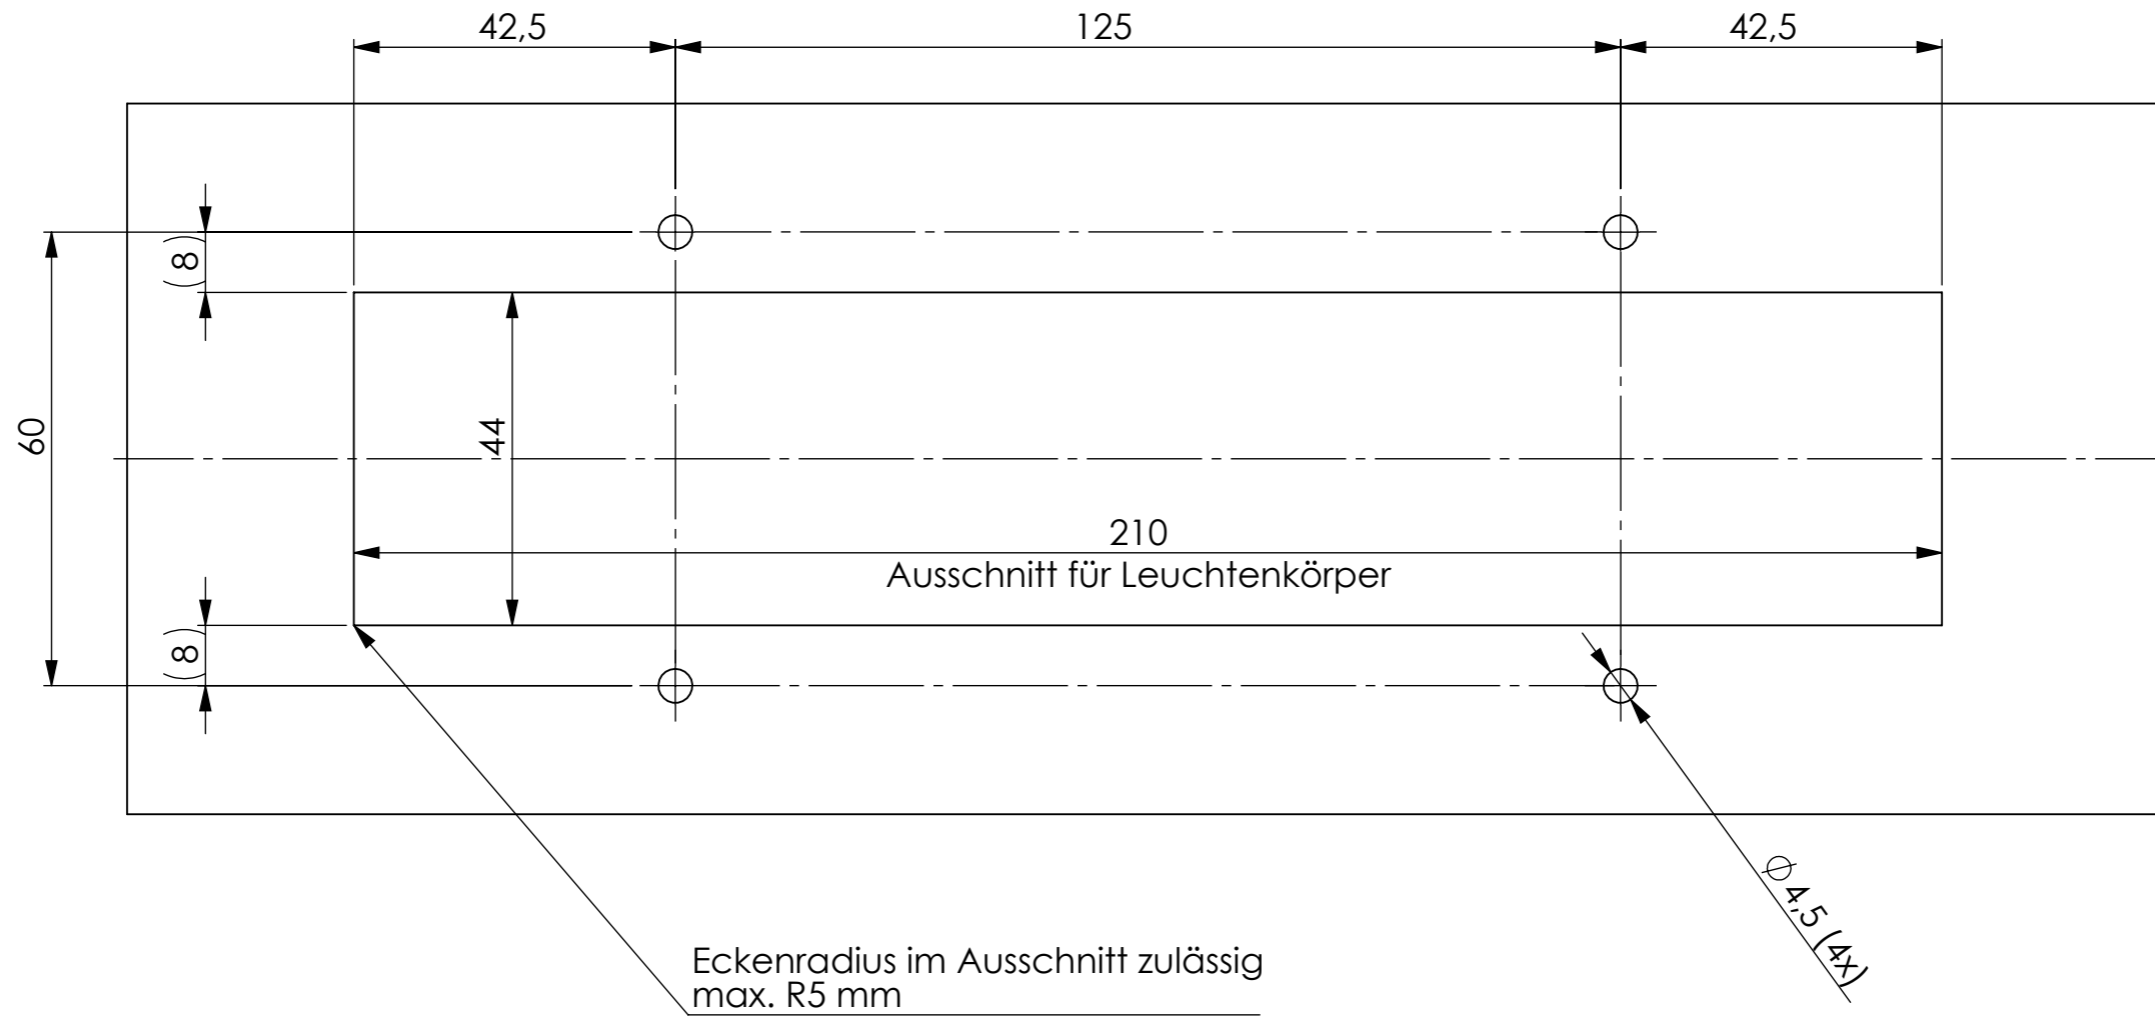 42,5
125
42,5
(8)
60
44
210
Ausschnitt für Leuchtenkörper
(8)
Ø 4,5 (4x)
Eckenradius im Ausschnitt zulässig
max. R5 mm